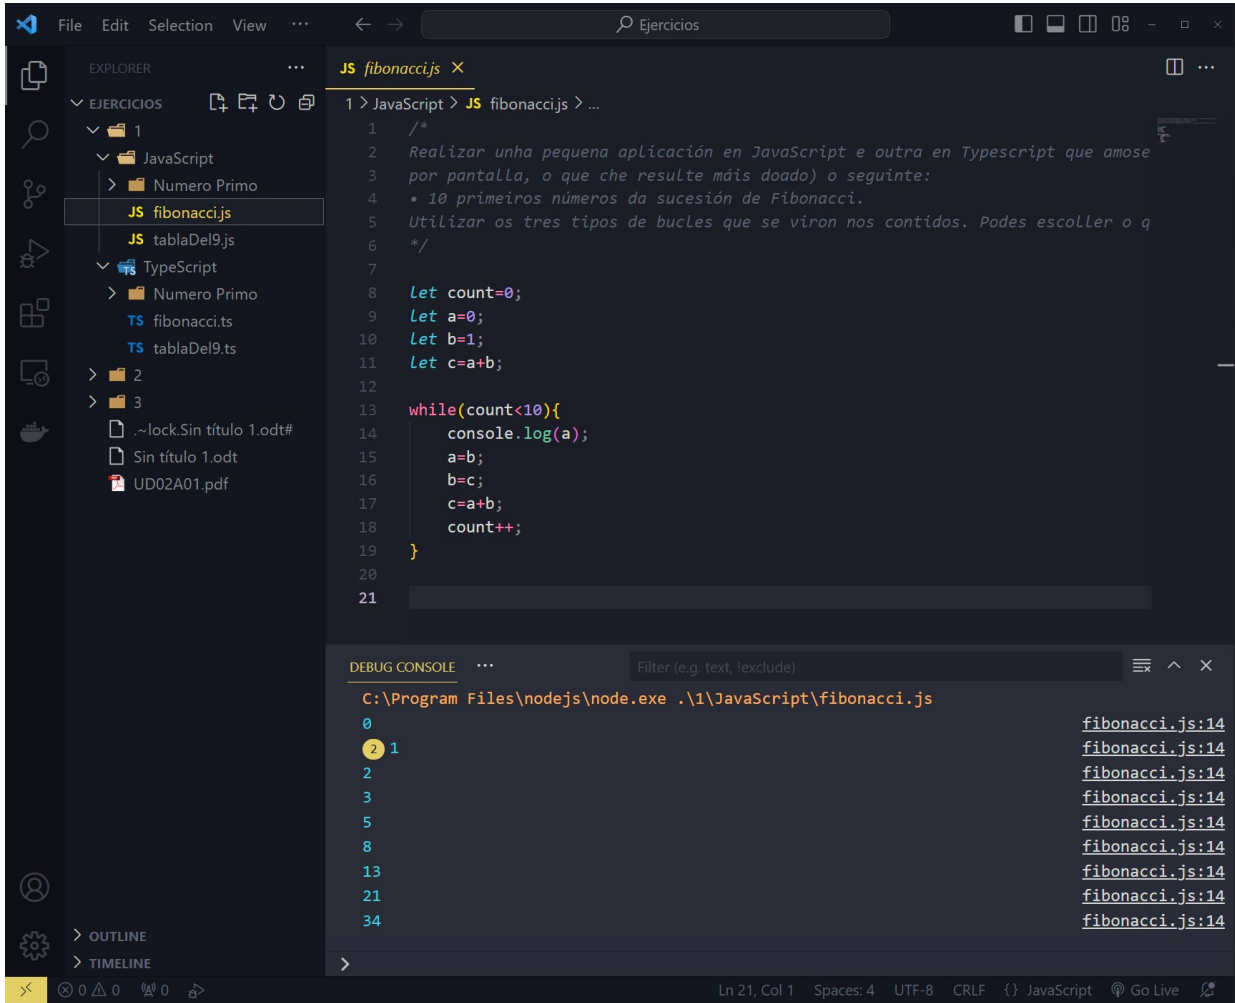 File Edit Selection View ··· Ejercicios
EXPLORER ···
EJERCICIOS
1
JavaScript
Numero Primo
JS fibonacci.js
JS tablaDel9.js
TypeScript
Numero Primo
TS fibonacci.ts
TS tablaDel9.ts
2
3
.~lock.Sin título 1.odt#
Sin título 1.odt
UD02A01.pdf
OUTLINE
TIMELINE
JS fibonacci.js
1 > JavaScript > JS fibonacci.js > ...
1 /*
2 Realizar unha pequena aplicación en JavaScript e outra en Typescript que amose
3 por pantalla, o que che resulte máis doado) o seguinte:
4 • 10 primeiros números da sucesión de Fibonacci.
5 Utilizar os tres tipos de bucles que se viron nos contidos. Podes escoller o q
6 */
7
8 let count=0;
9 let a=0;
10 let b=1;
11 let c=a+b;
12
13 while(count<10){
14 console.log(a);
15 a=b;
16 b=c;
17 c=a+b;
18 count++;
19 }
20
21
DEBUG CONSOLE ··· Filter (e.g. text, !exclude)
C:\Program Files\nodejs\node.exe .\1\JavaScript\fibonacci.js
0 fibonacci.js:14
2 1 fibonacci.js:14
2 fibonacci.js:14
3 fibonacci.js:14
5 fibonacci.js:14
8 fibonacci.js:14
13 fibonacci.js:14
21 fibonacci.js:14
34 fibonacci.js:14
>
0 0 0 Ln 21, Col 1 Spaces: 4 UTF-8 CRLF {} JavaScript Go Live